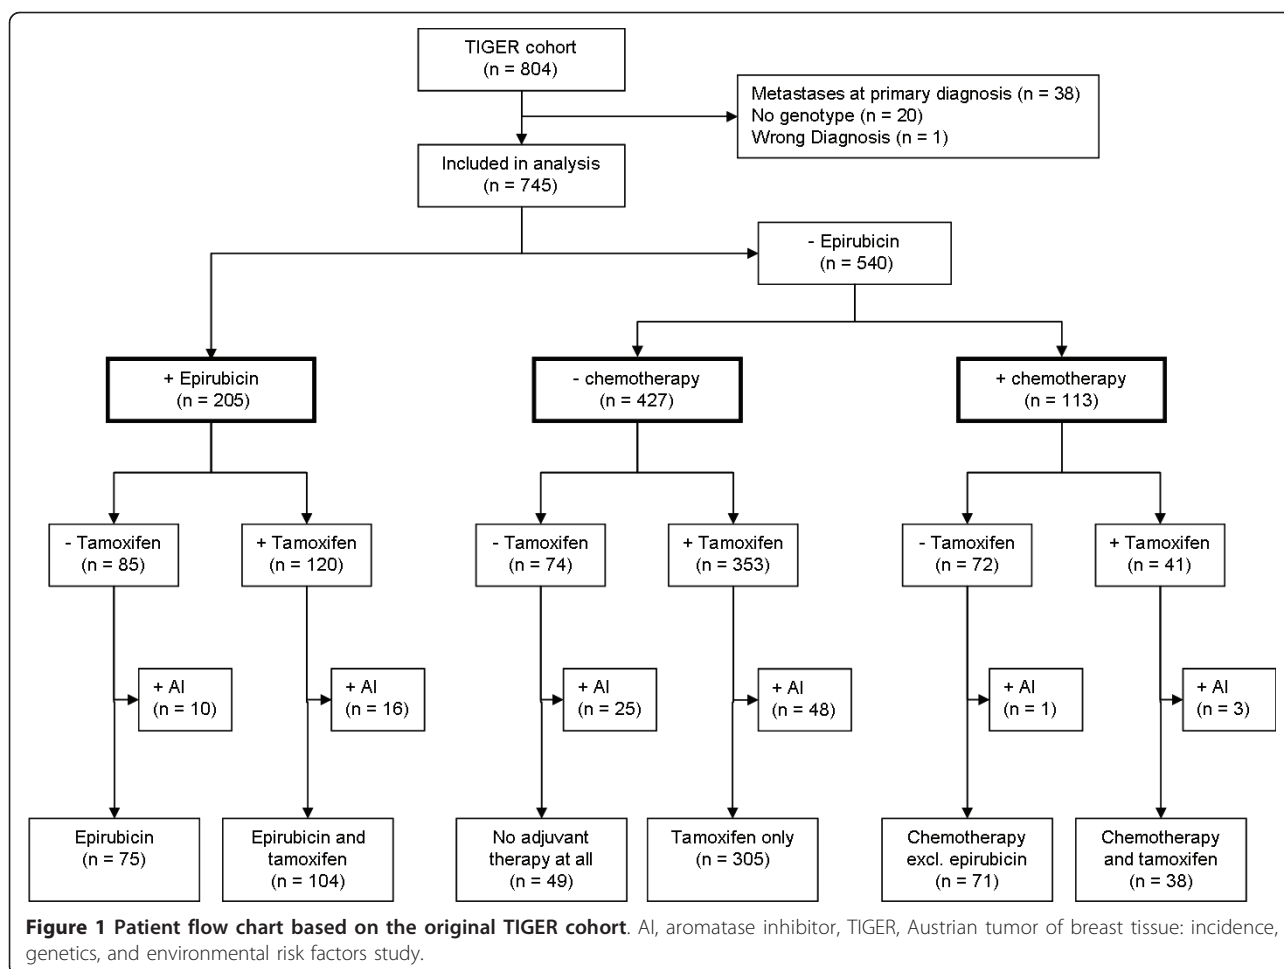 TIGER cohort
(n = 804)
Metastases at primary diagnosis (n = 38)
No genotype (n = 20)
Wrong Diagnosis (n = 1)
Included in analysis
(n = 745)
- Epirubicin
(n = 540)
+ Epirubicin
(n = 205)
- chemotherapy
(n = 427)
+ chemotherapy
(n = 113)
- Tamoxifen
(n = 85)
+ Tamoxifen
(n = 120)
- Tamoxifen
(n = 74)
+ Tamoxifen
(n = 353)
- Tamoxifen
(n = 72)
+ Tamoxifen
(n = 41)
+ AI
(n = 10)
+ AI
(n = 16)
+ AI
(n = 25)
+ AI
(n = 48)
+ AI
(n = 1)
+ AI
(n = 3)
Epirubicin
(n = 75)
Epirubicin and
tamoxifen
(n = 104)
No adjuvant
therapy at all
(n = 49)
Tamoxifen only
(n = 305)
Chemotherapy
excl. epirubicin
(n = 71)
Chemotherapy
and tamoxifen
(n = 38)
Figure 1 Patient flow chart based on the original TIGER cohort. AI, aromatase inhibitor, TIGER, Austrian tumor of breast tissue: incidence,
genetics, and environmental risk factors study.